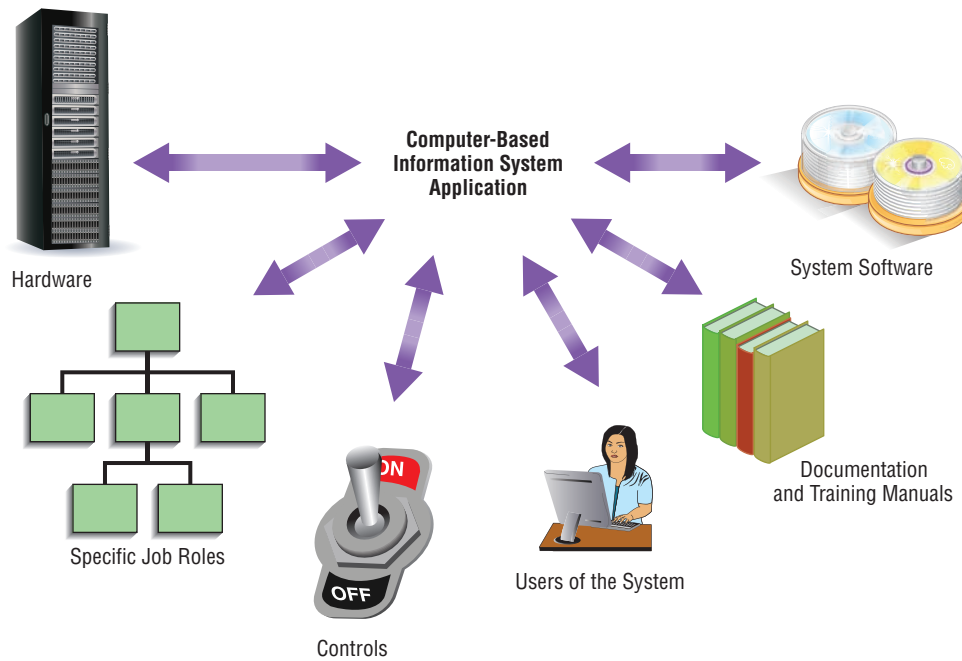 Computer-Based
Information System
Application
Hardware
System Software
Specific Job Roles
ON
OFF
Controls
Users of the System
Documentation
and Training Manuals